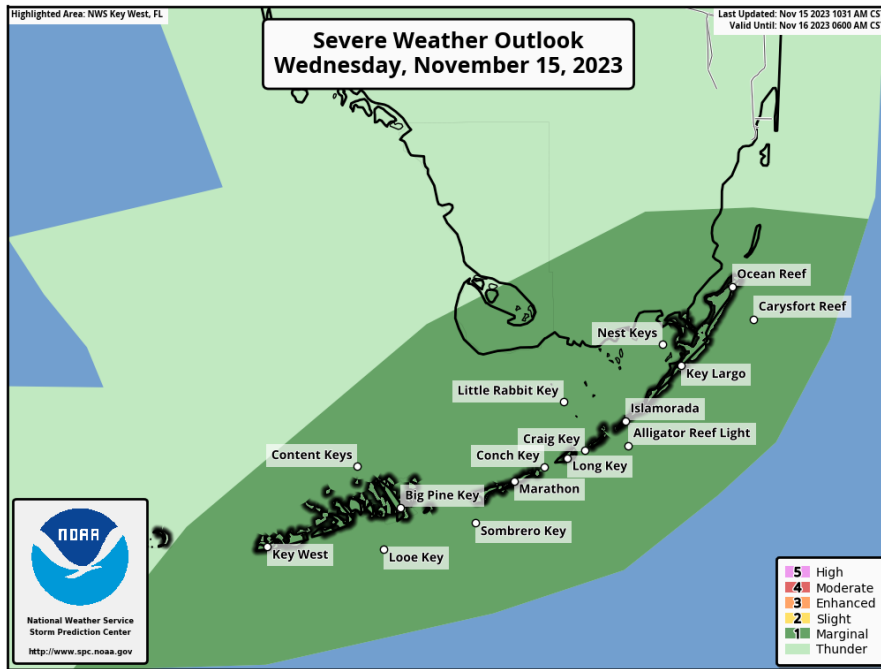 Highlighted Area: NWS Key West, FL
Last Updated: Nov 15 2023 1031 AM CST
Valid Until: Nov 16 2023 0600 AM CST
Severe Weather Outlook
Wednesday, November 15, 2023
Ocean Reef
Carysfort Reef
Nest Keys
Key Largo
Little Rabbit Key
Islamorada
Craig Key
Alligator Reef Light
Content Keys
Conch Key
Long Key
Big Pine Key
Marathon
Sombrero Key
Key West
Looe Key
NOAA
National Weather Service
Storm Prediction Center
http://www.spc.noaa.gov
5 High
4 Moderate
3 Enhanced
2 Slight
1 Marginal
Thunder